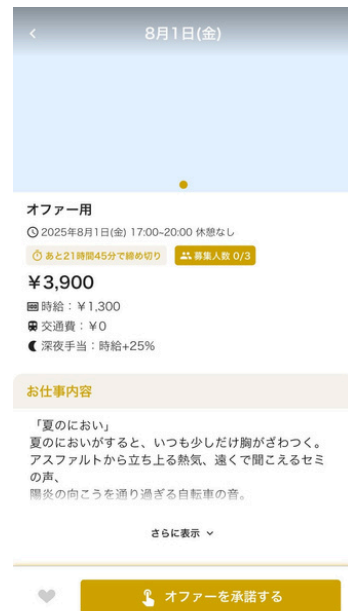 8月1日(金)
オファー用
2025年8月1日(金) 17:00~20:00 休憩なし
あと21時間45分で締め切り 募集人数 0/3
¥3,900
時給：¥1,300
交通費：¥0
深夜手当：時給+25%
お仕事内容
「夏のにおい」
夏のにおいがすると、いつも少しだけ胸がざわつく。
アスファルトから立ち上る熱気、遠くで聞こえるセミ
の声、
陽炎の向こうを通り過ぎる自転車の音。
さらに表示
オファーを承諾する